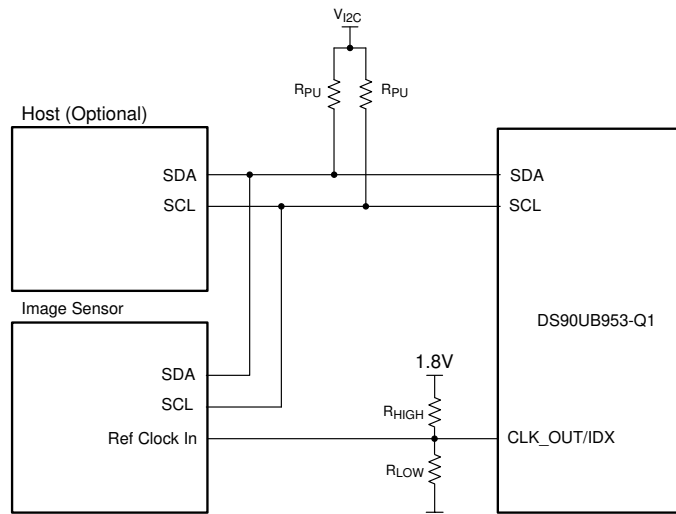 VI2C
RPU
RPU
Host (Optional)
SDA
SCL
SDA
SCL
Image Sensor
DS90UB953-Q1
SDA
SCL
Ref Clock In
1.8V
RHIGH
CLK_OUT/IDX
RLOW